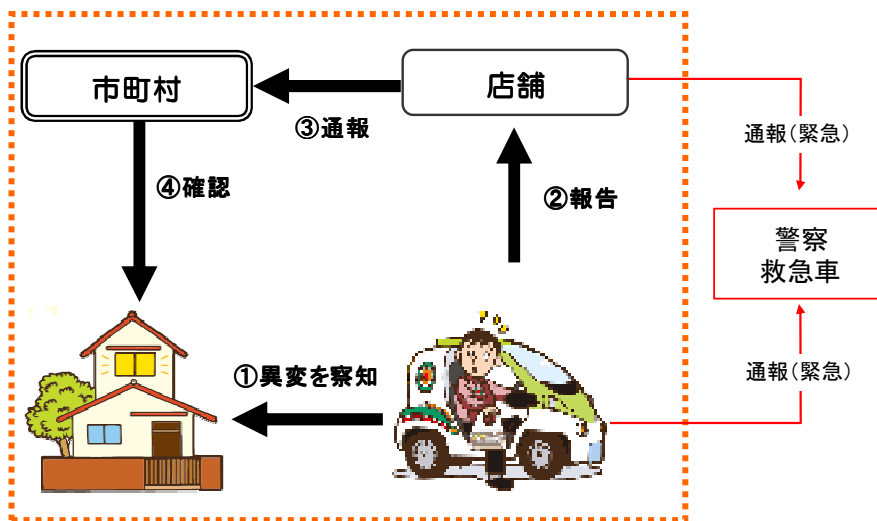 市町村
店舗
③通報
通報(緊急)
④確認
②報告
警察
救急車
①異変を察知
通報(緊急)